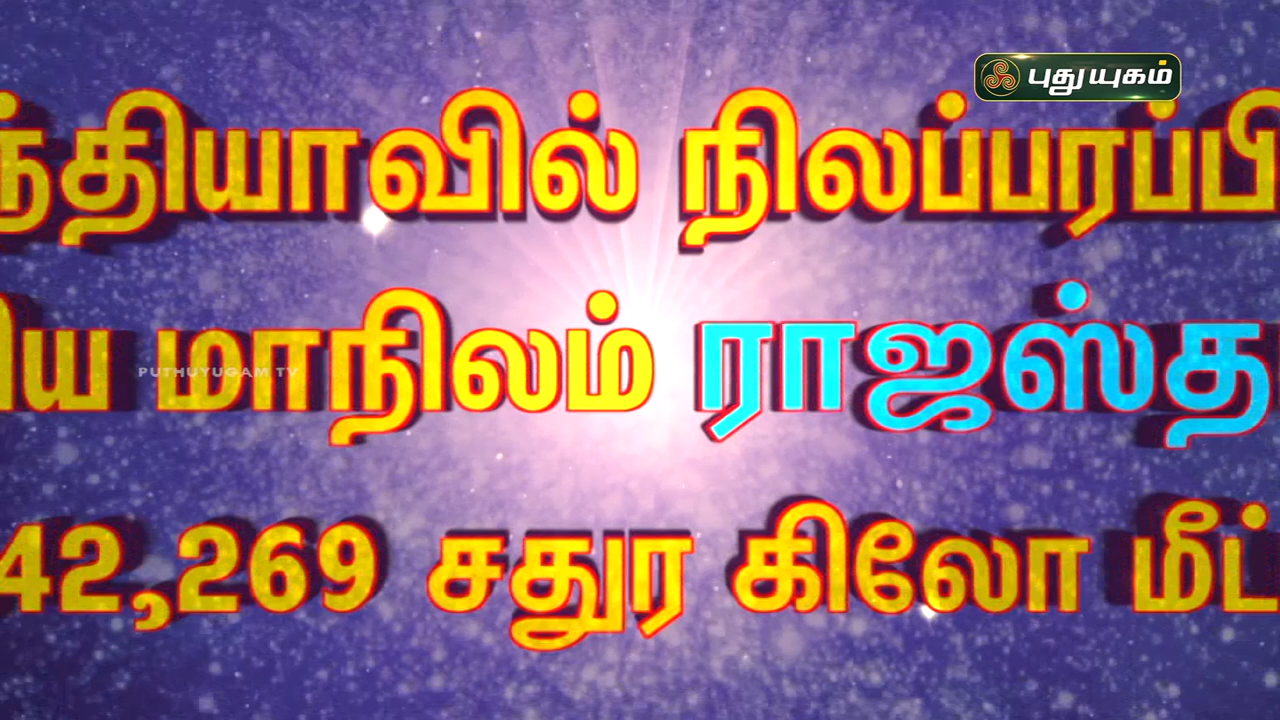 புதுயுகம்
ந்தியாவில் நிலப்பரப்பி
ிய மாநிலம் ராஜஸ்த
PUTHUYUGAM TV
42,269 சதுர கிலோ மீட்